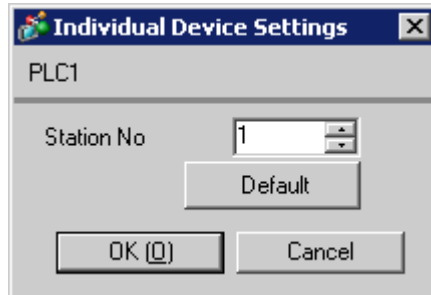 Individual Device Settings
PLC1
Station No 1
Default
OK (O) Cancel